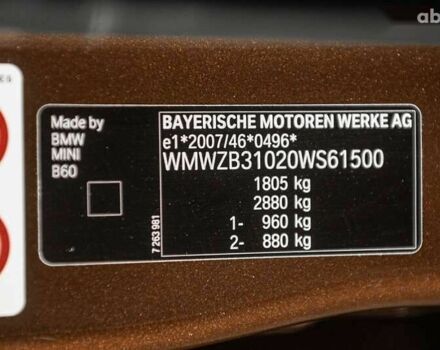 ab
Made by
BMW
MINI
B60
7 263 981
BAYERISCHE MOTOREN WERKE AG
e1*2007/46*0496*
WMWZB31020WS61500
1805 kg
2880 kg
1- 960 kg
2- 880 kg